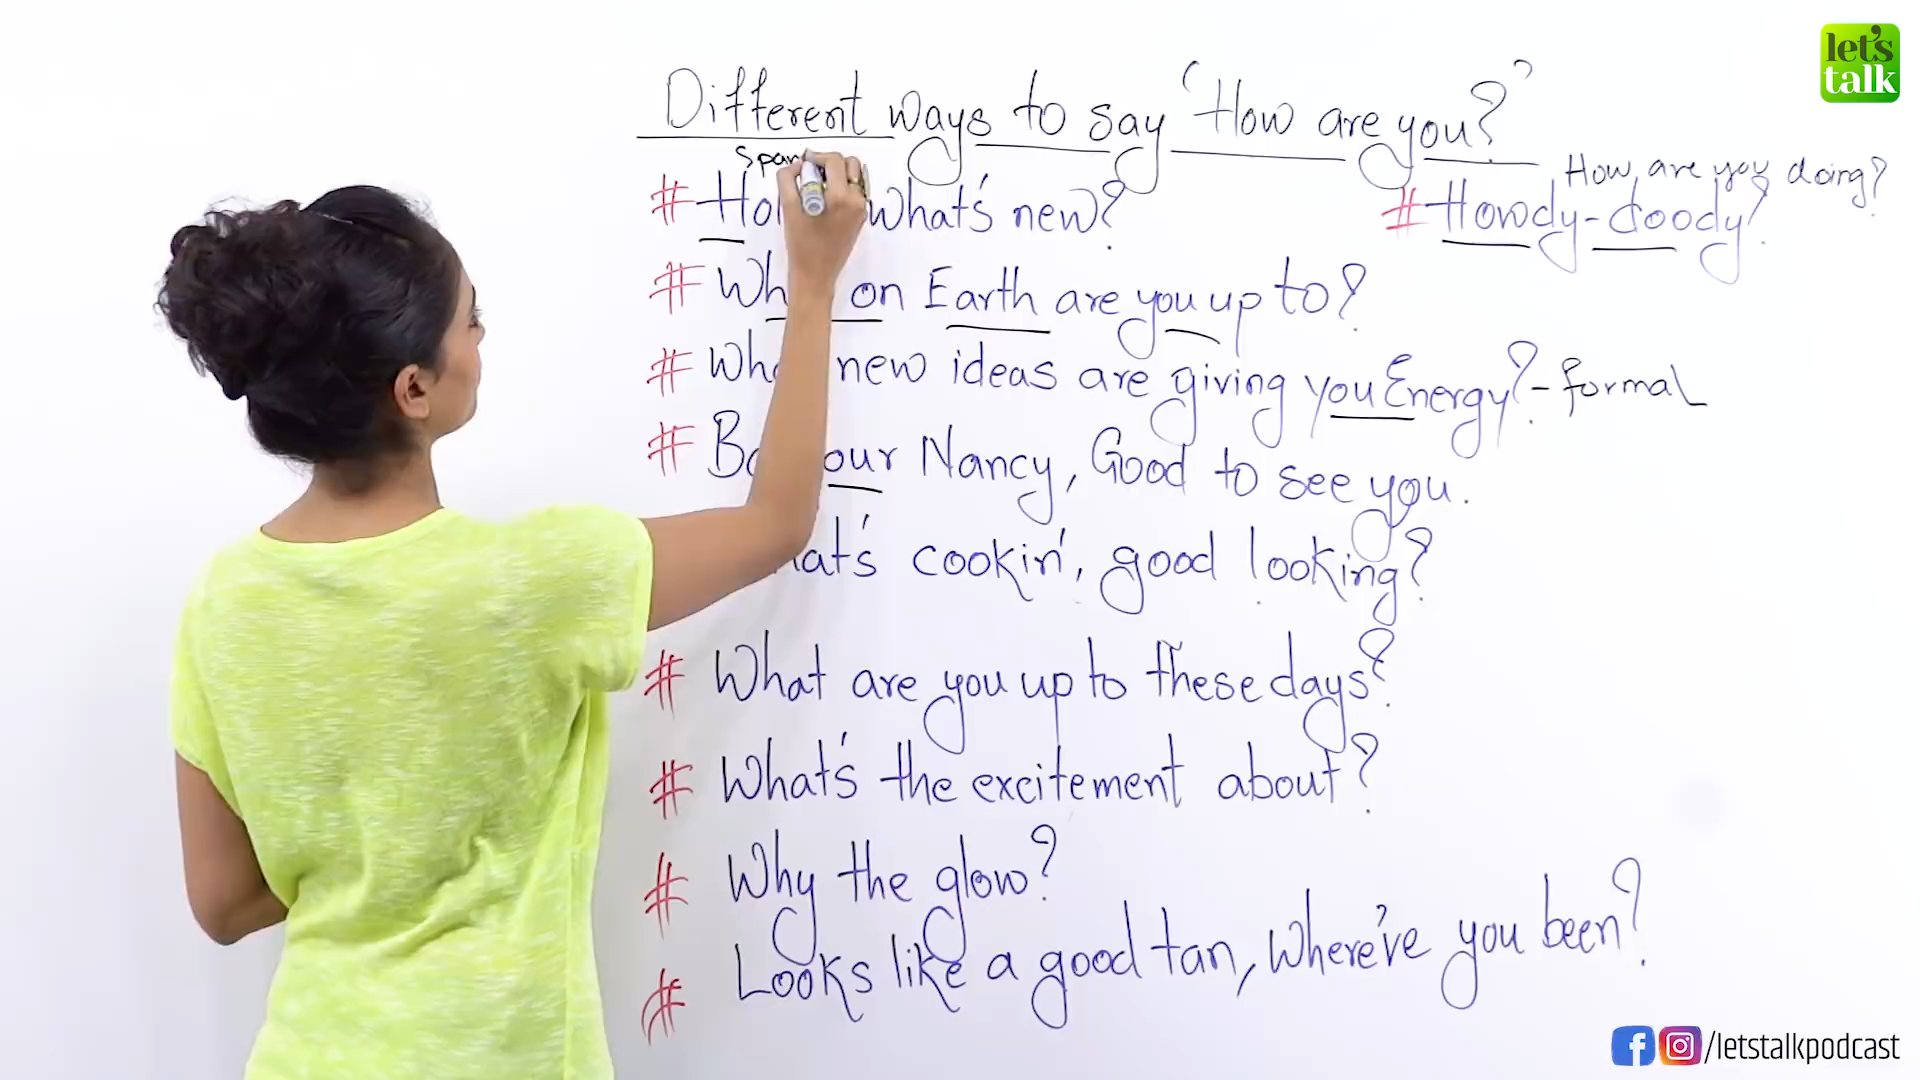 let's
talk
Different ways to say 'How are you?'
How are you doing?
# what's new?
# Howdy-doody?
# on Earth are you up to?
# new ideas are giving you Energy? - formal
# our Nancy, Good to see you.
cookin', good looking?
# What are you up to these days?
# What's the excitement about?
# Why the glow?
# Looks like a good tan, Where've you been?
/letstalkpodcast